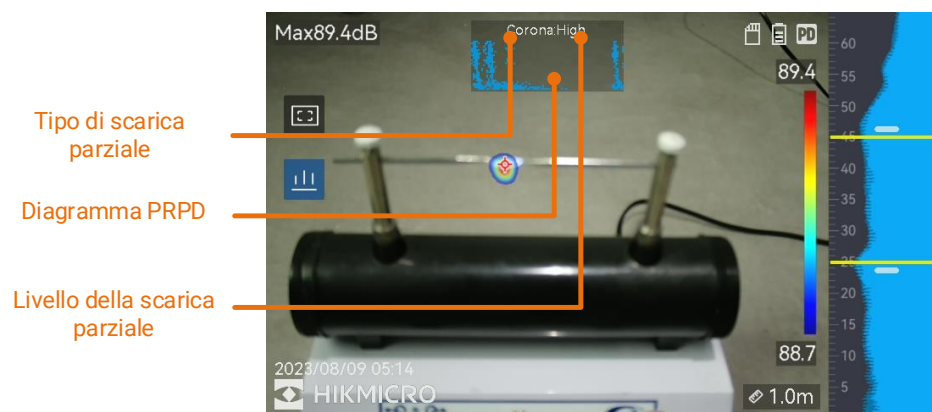 Max89.4dB
Corona:High
PD
89.4
60
55
50
45
40
35
30
25
20
15
10
5
Tipo di scarica
parziale
Diagramma PRPD
Livello della scarica
parziale
88.7
2023/08/09 05:14
HIKMICRO
1.0m